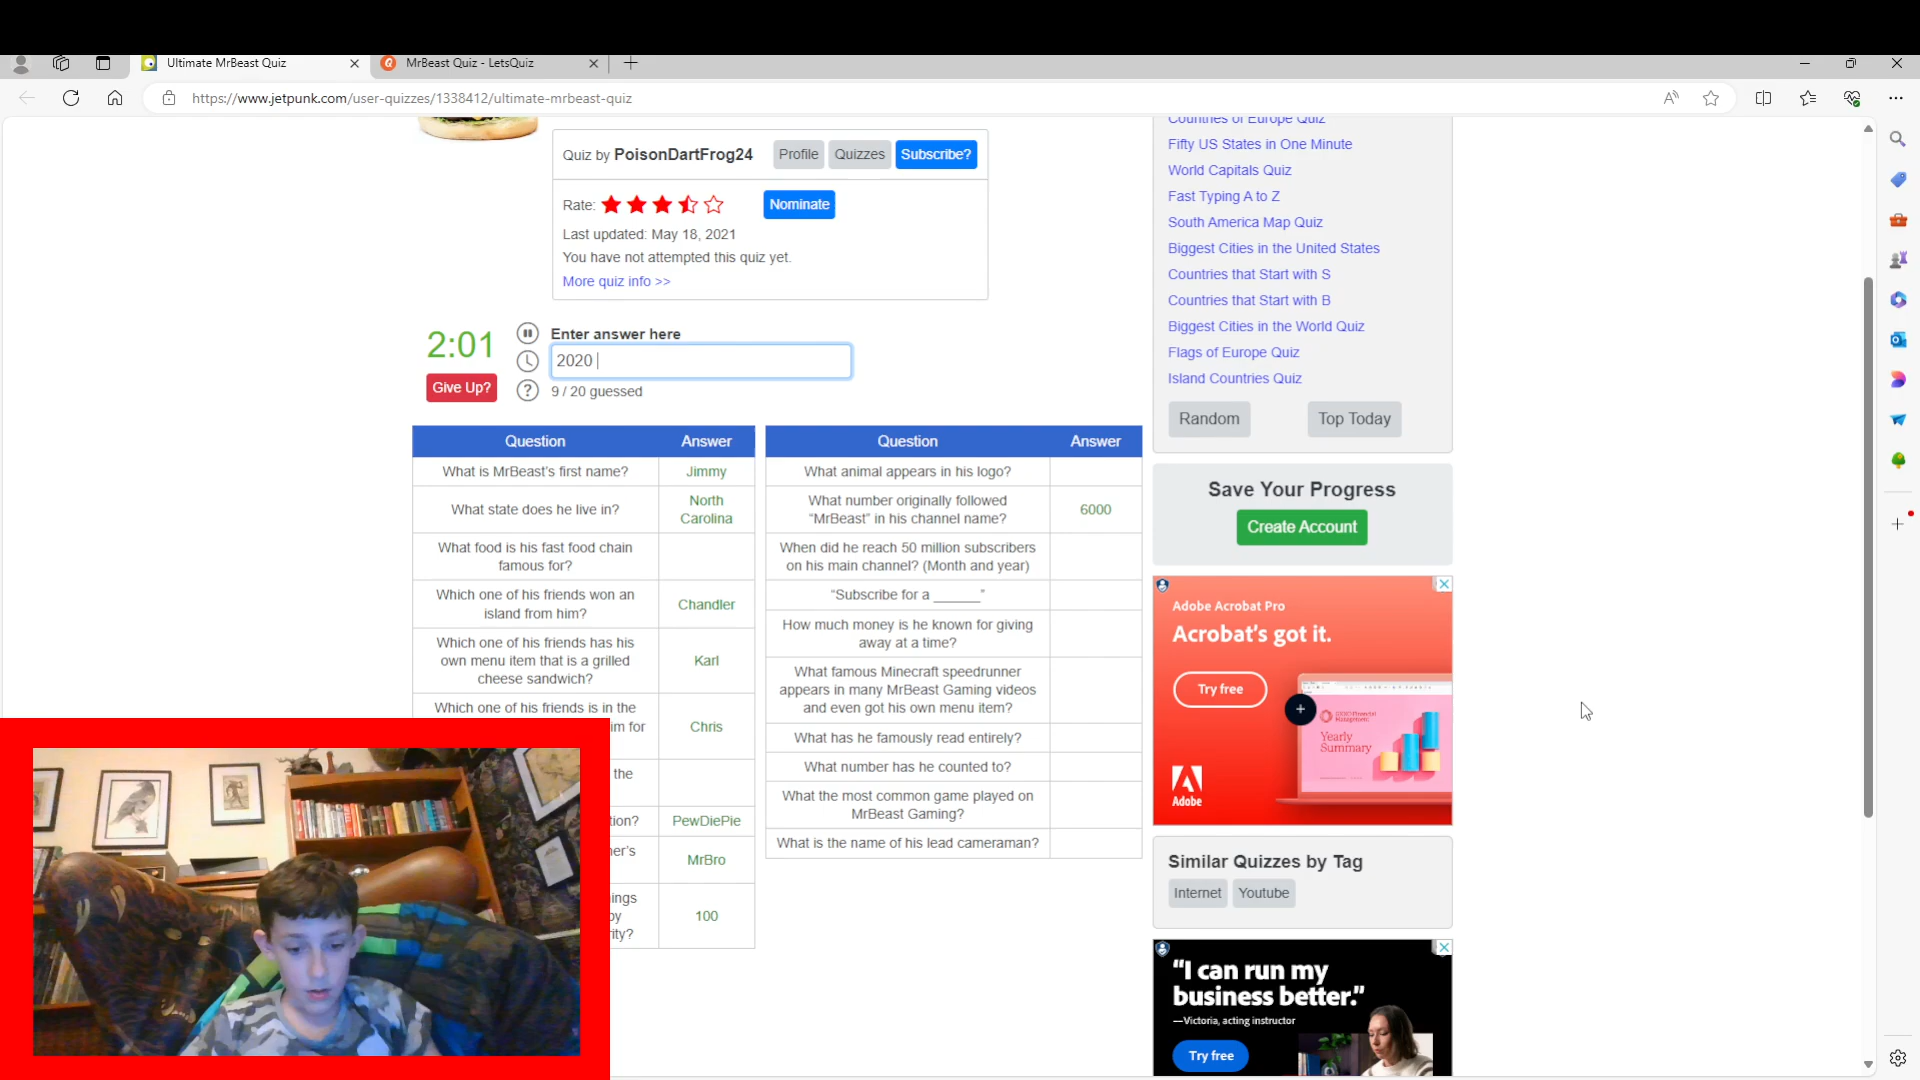 Ultimate MrBeast Quiz
MrBeast Quiz - LetsQuiz
https://www.jetpunk.com/user-quizzes/1338412/ultimate-mrbeast-quiz
Quiz by PoisonDartFrog24
Profile
Quizzes
Subscribe?
Rate:
Nominate
Last updated: May 18, 2021
You have not attempted this quiz yet.
More quiz info >>
2:01
Give Up?
Enter answer here
2020
9 / 20 guessed
Question
Answer
What is MrBeast's first name?
Jimmy
What state does he live in?
North
Carolina
What food is his fast food chain
famous for?
Which one of his friends won an
island from him?
Chandler
Which one of his friends has his
own menu item that is a grilled
cheese sandwich?
Karl
Which one of his friends is in the
im for
Chris
the
tion?
PewDiePie
ner's
MrBro
ings
by
rity?
100
Question
Answer
What animal appears in his logo?
What number originally followed
"MrBeast" in his channel name?
6000
When did he reach 50 million subscribers
on his main channel? (Month and year)
"Subscribe for a ______"
How much money is he known for giving
away at a time?
What famous Minecraft speedrunner
appears in many MrBeast Gaming videos
and even got his own menu item?
What has he famously read entirely?
What number has he counted to?
What the most common game played on
MrBeast Gaming?
What is the name of his lead cameraman?
Countries of Europe Quiz
Fifty US States in One Minute
World Capitals Quiz
Fast Typing A to Z
South America Map Quiz
Biggest Cities in the United States
Countries that Start with S
Countries that Start with B
Biggest Cities in the World Quiz
Flags of Europe Quiz
Island Countries Quiz
Random
Top Today
Save Your Progress
Create Account
Adobe Acrobat Pro
Acrobat's got it.
Try free
Yearly
Summary
Adobe
Similar Quizzes by Tag
Internet
Youtube
"I can run my
business better."
—Victoria, acting instructor
Try free